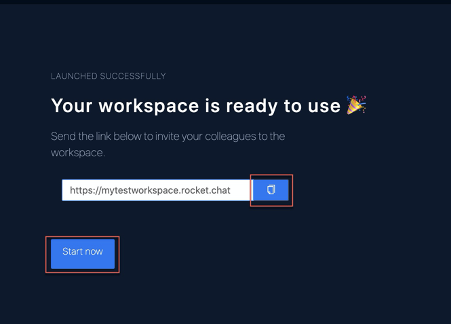 LAUNCHED SUCCESSFULLY
Your workspace is ready to use 🎉
Send the link below to invite your colleagues to the
workspace.
https://mytestworkspace.rocket.chat
Start now